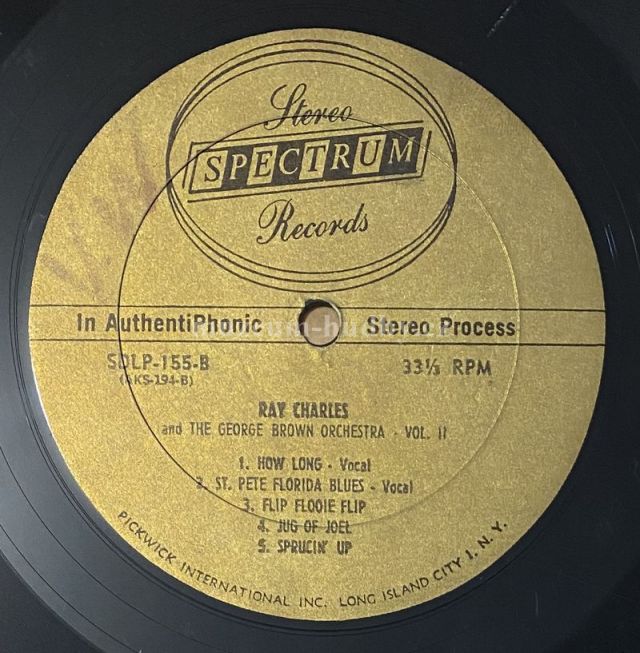 Stereo
SPECTRUM
Records
In AuthentiPhonic Stereo Process
SDLP-155-B 33⅓ RPM
(AKS-194-B)
RAY CHARLES
and THE GEORGE BROWN ORCHESTRA - VOL. II
1. HOW LONG - Vocal
2. ST. PETE FLORIDA BLUES - Vocal
3. FLIP FLOOIE FLIP
4. JUG OF JOEL
5. SPRUCIN' UP
PICKWICK INTERNATIONAL INC. LONG ISLAND CITY 1, N. Y.